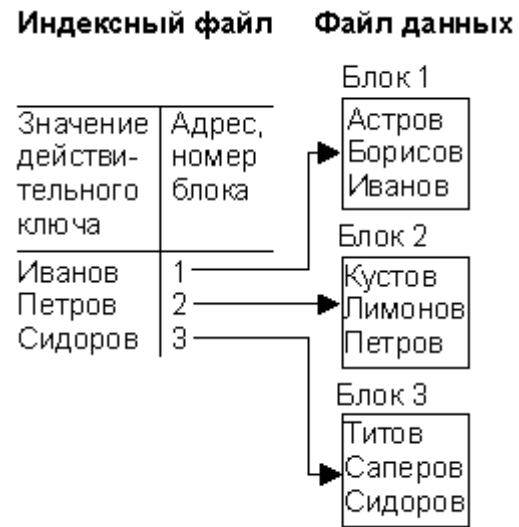 Индексный файл Файл данных
Значение действи-тельного ключа
Адрес, номер блока
Иванов 1
Петров 2
Сидоров 3
Блок 1
Астров
Борисов
Иванов
Блок 2
Кустов
Лимонов
Петров
Блок 3
Титов
Саперов
Сидоров